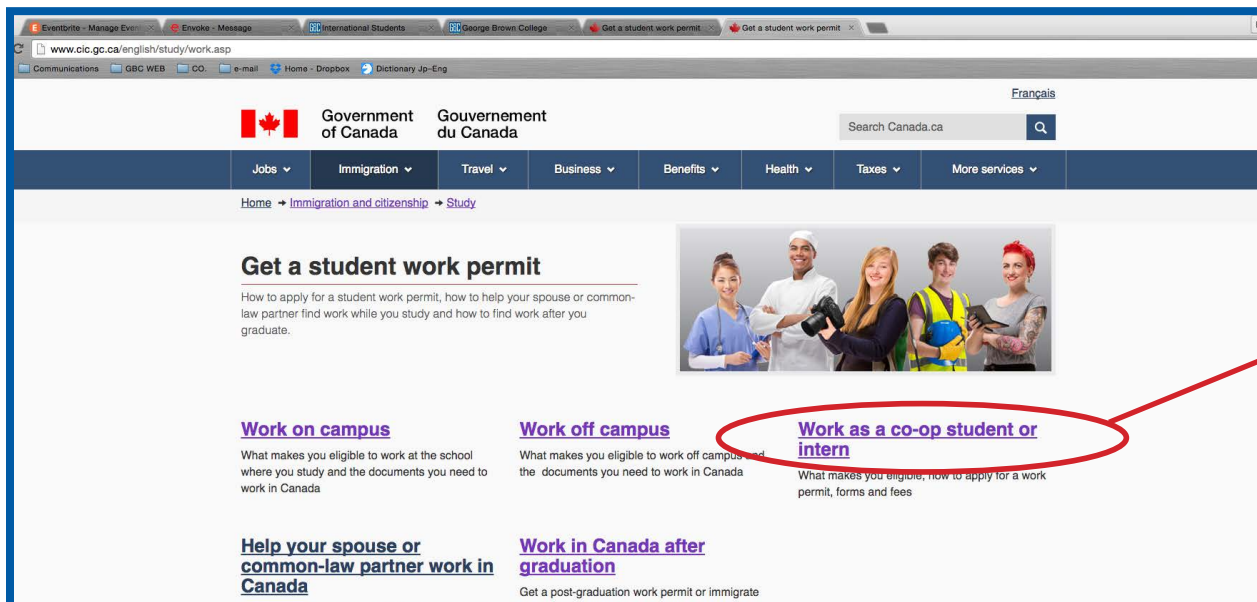 Eventbrite - Manage Even
Envoke - Message
International Students
George Brown College
Get a student work permit
Get a student work permit
www.cic.gc.ca/english/study/work.asp
Communications GBC WEB CO. e-mail Home - Dropbox Dictionary Jp-Eng
Français
Government of Canada
Gouvernement du Canada
Search Canada.ca
Jobs Immigration Travel Business Benefits Health Taxes More services
Home → Immigration and citizenship → Study
Get a student work permit
How to apply for a student work permit, how to help your spouse or common-
law partner find work while you study and how to find work after you
graduate.
Work on campus
What makes you eligible to work at the school
where you study and the documents you need to
work in Canada
Work off campus
What makes you eligible to work off campus and
the documents you need to work in Canada
Work as a co-op student or
intern
What makes you eligible, how to apply for a work
permit, forms and fees
Help your spouse or
common-law partner work in
Canada
Work in Canada after
graduation
Get a post-graduation work permit or immigrate